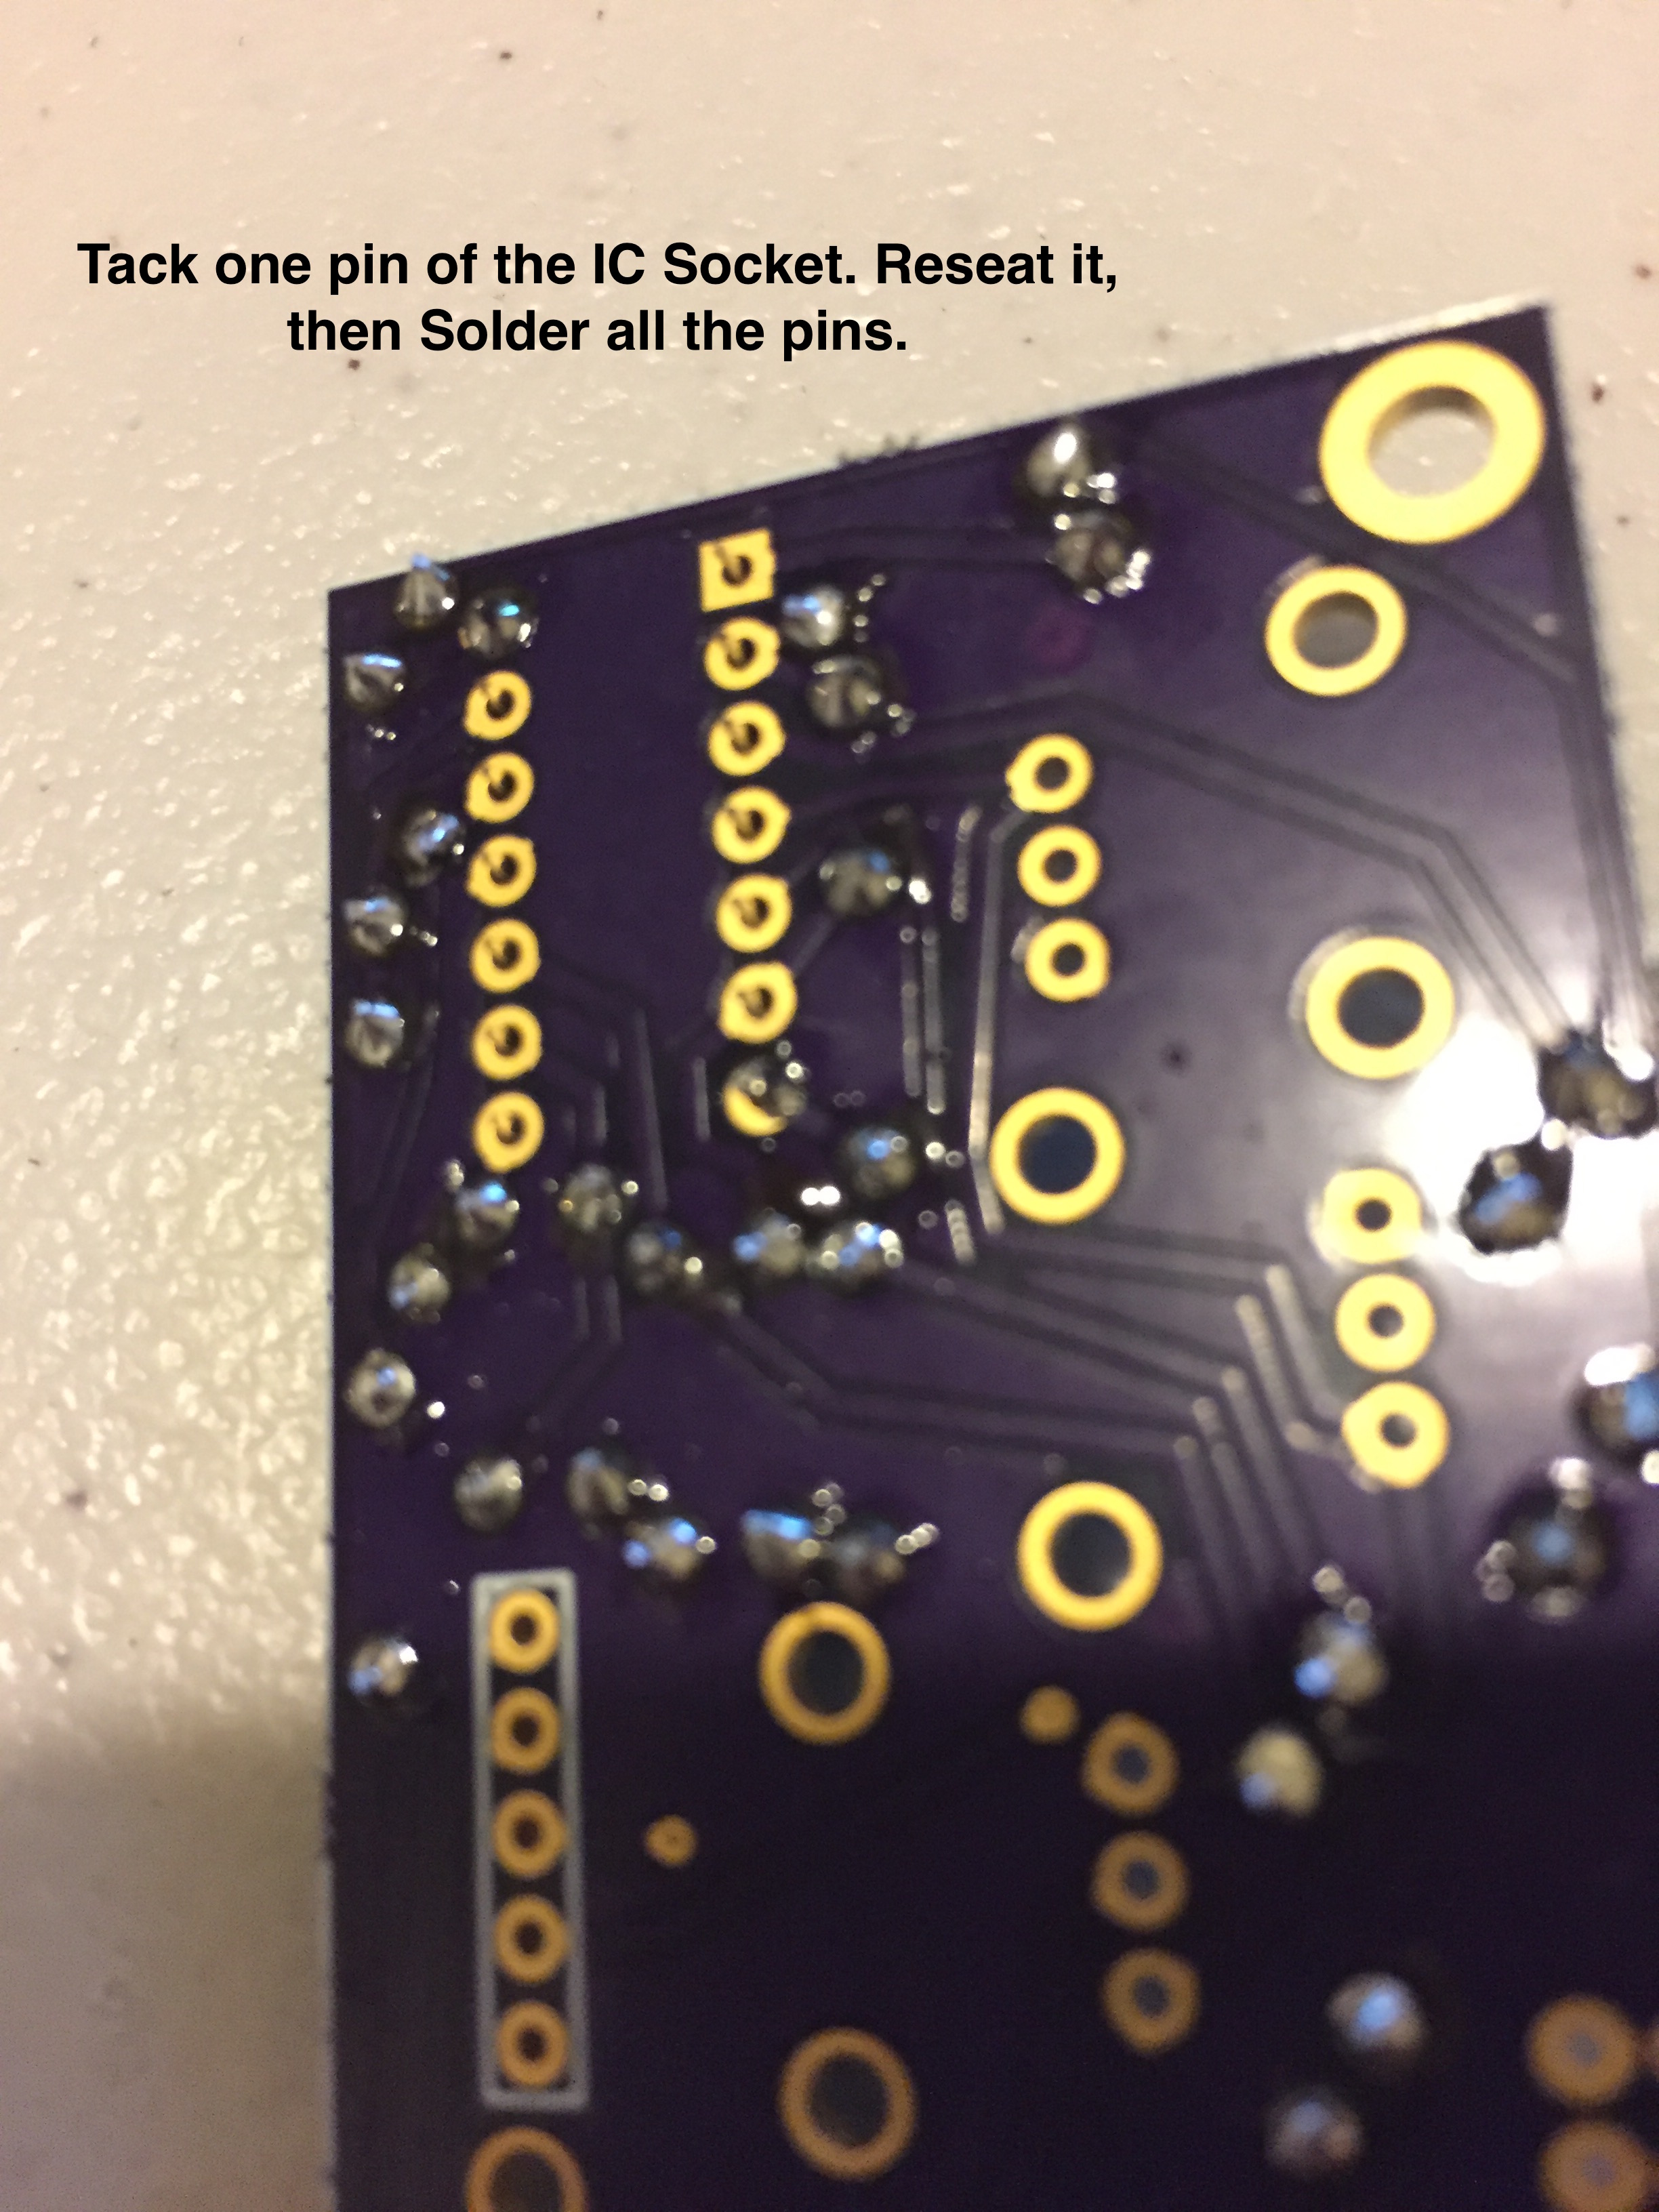 Tack one pin of the IC Socket. Reseat it,
then Solder all the pins.